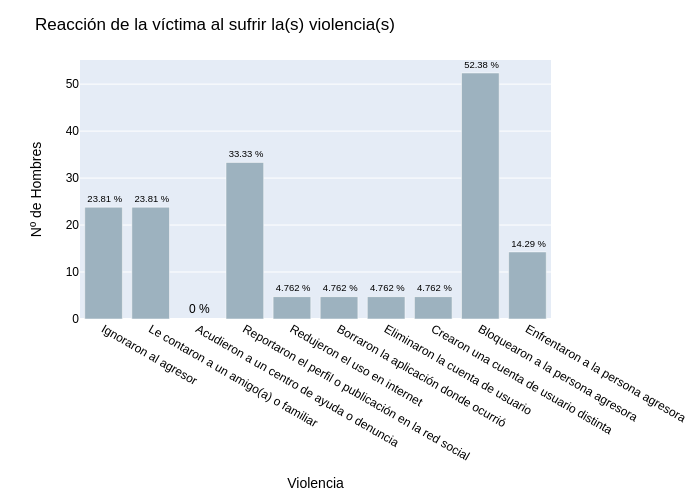 Reacción de la víctima al sufrir la(s) violencia(s)
52.38 %
33.33 %
23.81 %
23.81 %
14.29 %
4.762 %
4.762 %
4.762 %
4.762 %
0 %
50
40
30
20
10
0
Nº de Hombres
Ignoraron al agresor
Le contaron a un amigo(a) o familiar
Acudieron a un centro de ayuda o denuncia
Reportaron el perfil o publicación en la red social
Redujeron el uso en internet
Borraron la aplicación donde ocurrió
Eliminaron la cuenta de usuario
Crearon una cuenta de usuario distinta
Bloquearon a la persona agresora
Enfrentaron a la persona agresora
Violencia